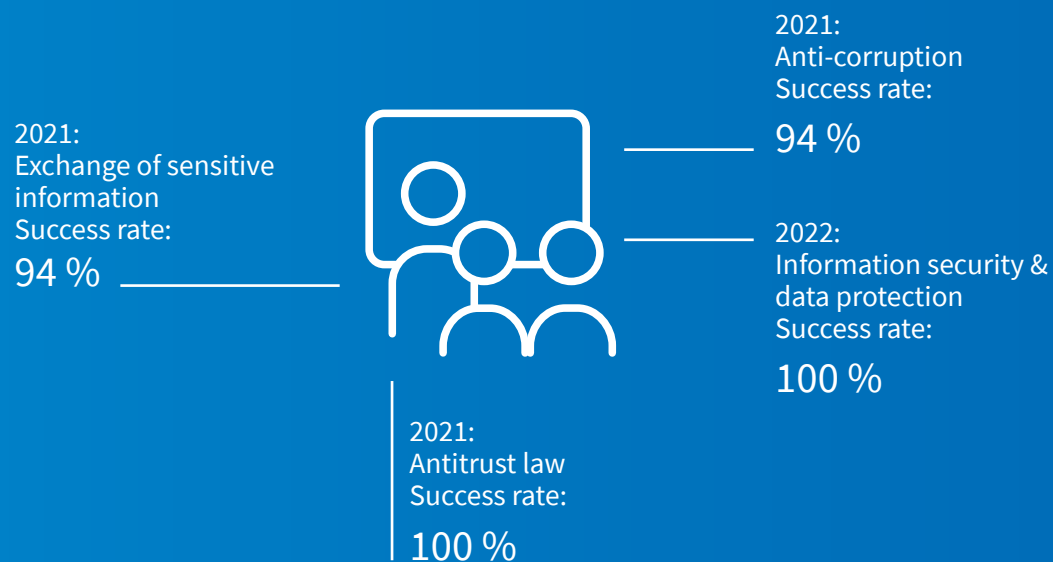 2021:
Exchange of sensitive
information
Success rate:
94 %
2021:
Anti-corruption
Success rate:
94 %
2022:
Information security &
data protection
Success rate:
100 %
2021:
Antitrust law
Success rate:
100 %